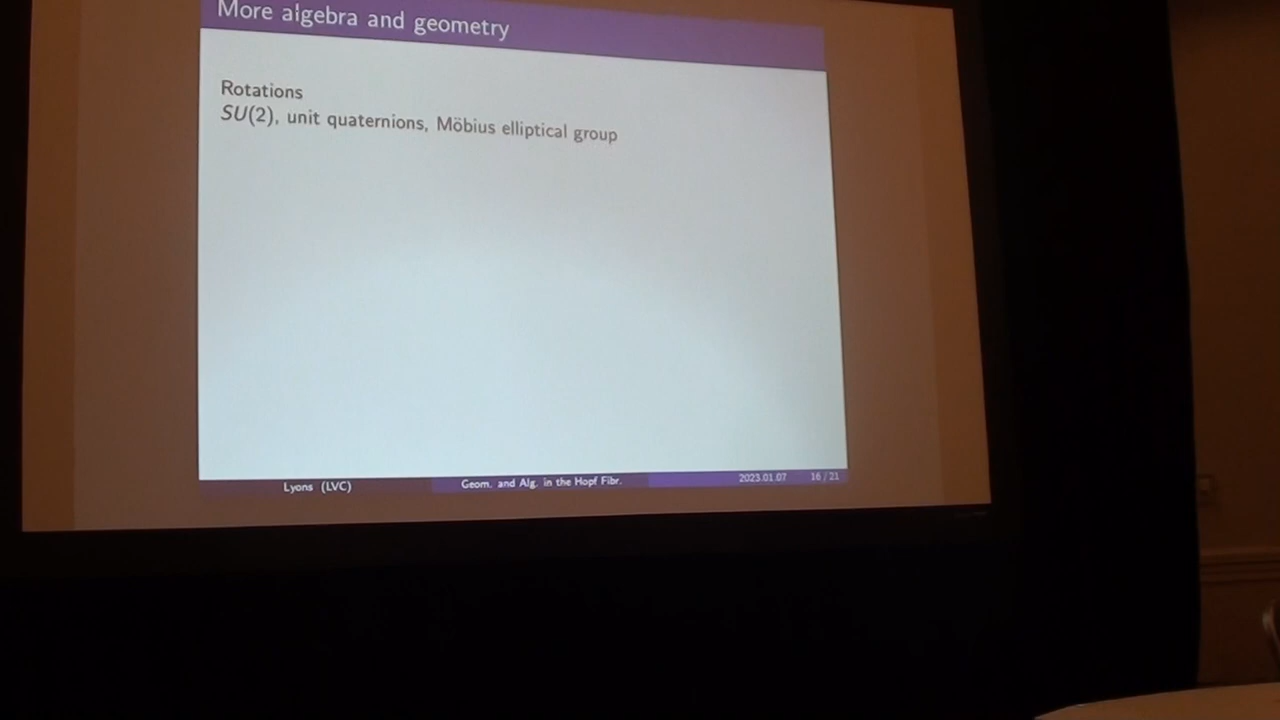 More algebra and geometry
Rotations
SU(2), unit quaternions, Möbius elliptical group
Lyons (LVC) Geom. and Alg. in the Hopf Fibr. 2023.01.07 16 / 21